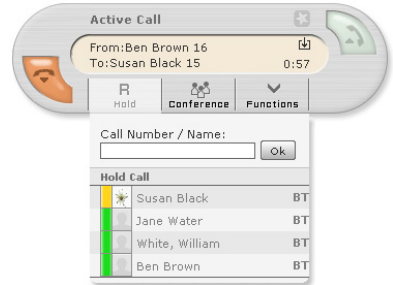 Active Call
From:Ben Brown 16
To:Susan Black 15 0:57
R
Hold Conference Functions
Call Number / Name:
Ok
Hold Call
Susan Black BT
Jane Water BT
White, William BT
Ben Brown BT